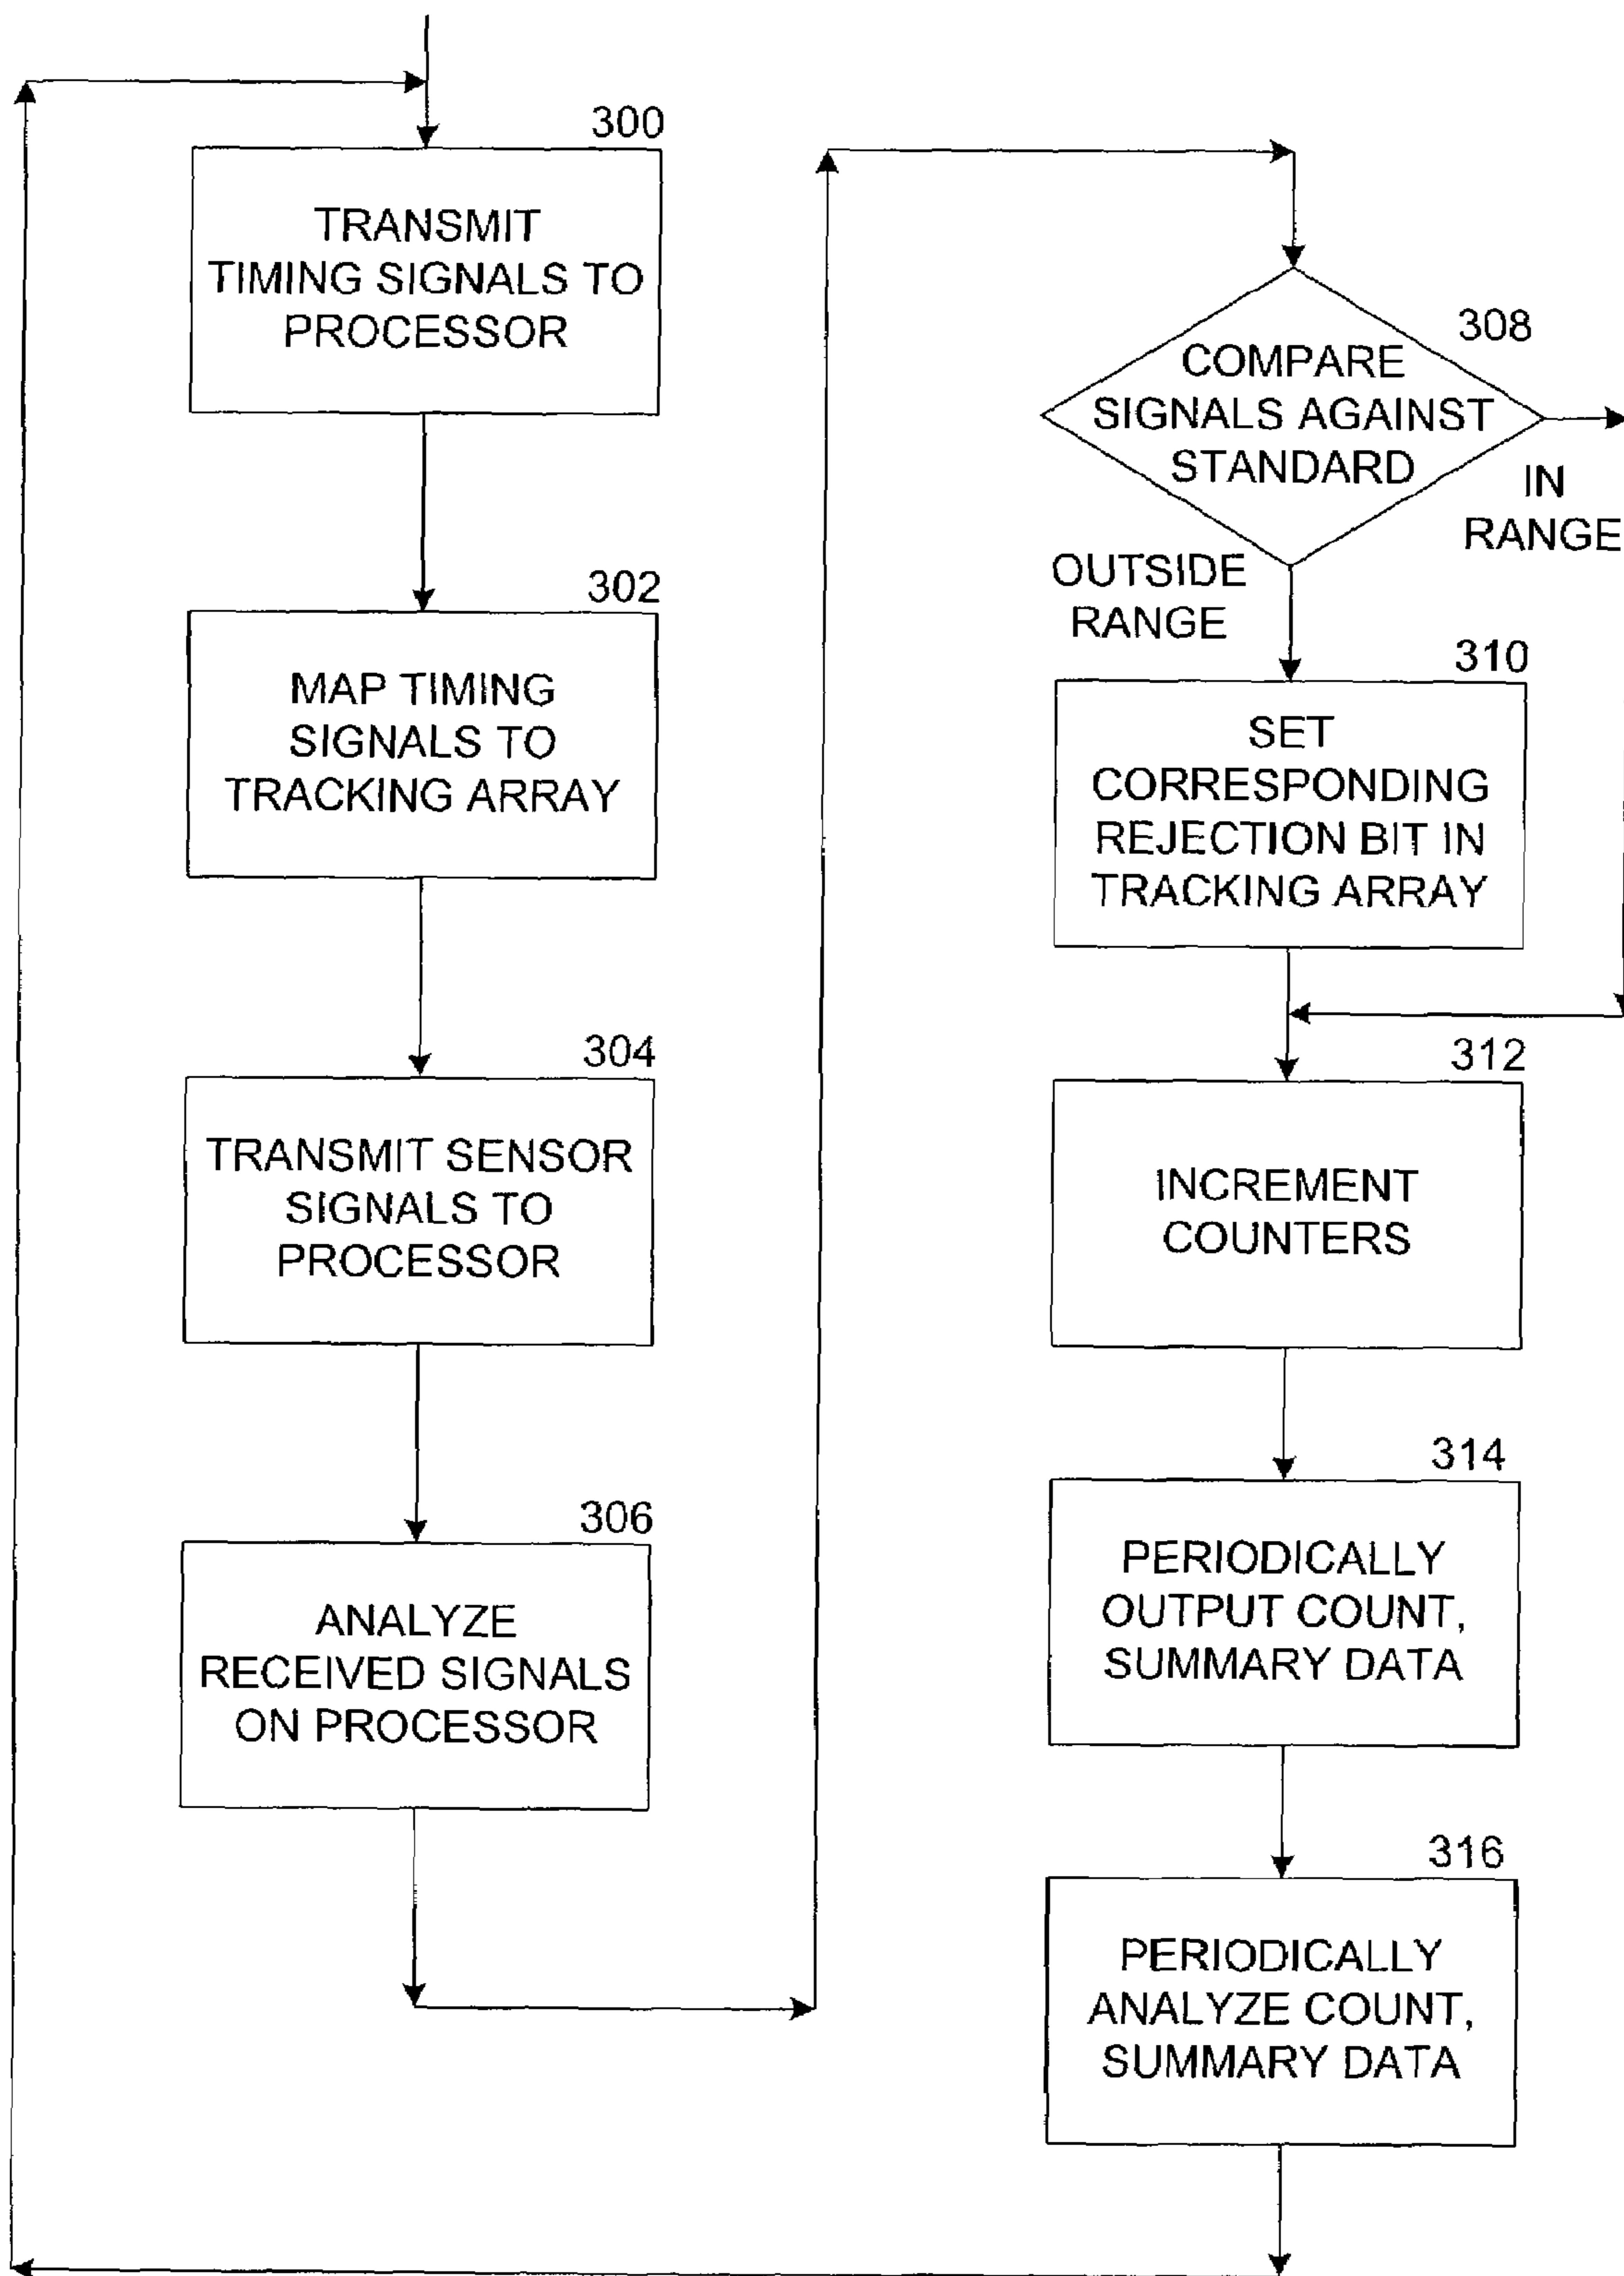 300
TRANSMIT
TIMING SIGNALS TO
PROCESSOR
302
MAP TIMING
SIGNALS TO
TRACKING ARRAY
304
TRANSMIT SENSOR
SIGNALS TO
PROCESSOR
306
ANALYZE
RECEIVED SIGNALS
ON PROCESSOR
308
COMPARE
SIGNALS AGAINST
STANDARD
IN
RANGE
OUTSIDE
RANGE
310
SET
CORRESPONDING
REJECTION BIT IN
TRACKING ARRAY
312
INCREMENT
COUNTERS
314
PERIODICALLY
OUTPUT COUNT,
SUMMARY DATA
316
PERIODICALLY
ANALYZE COUNT,
SUMMARY DATA